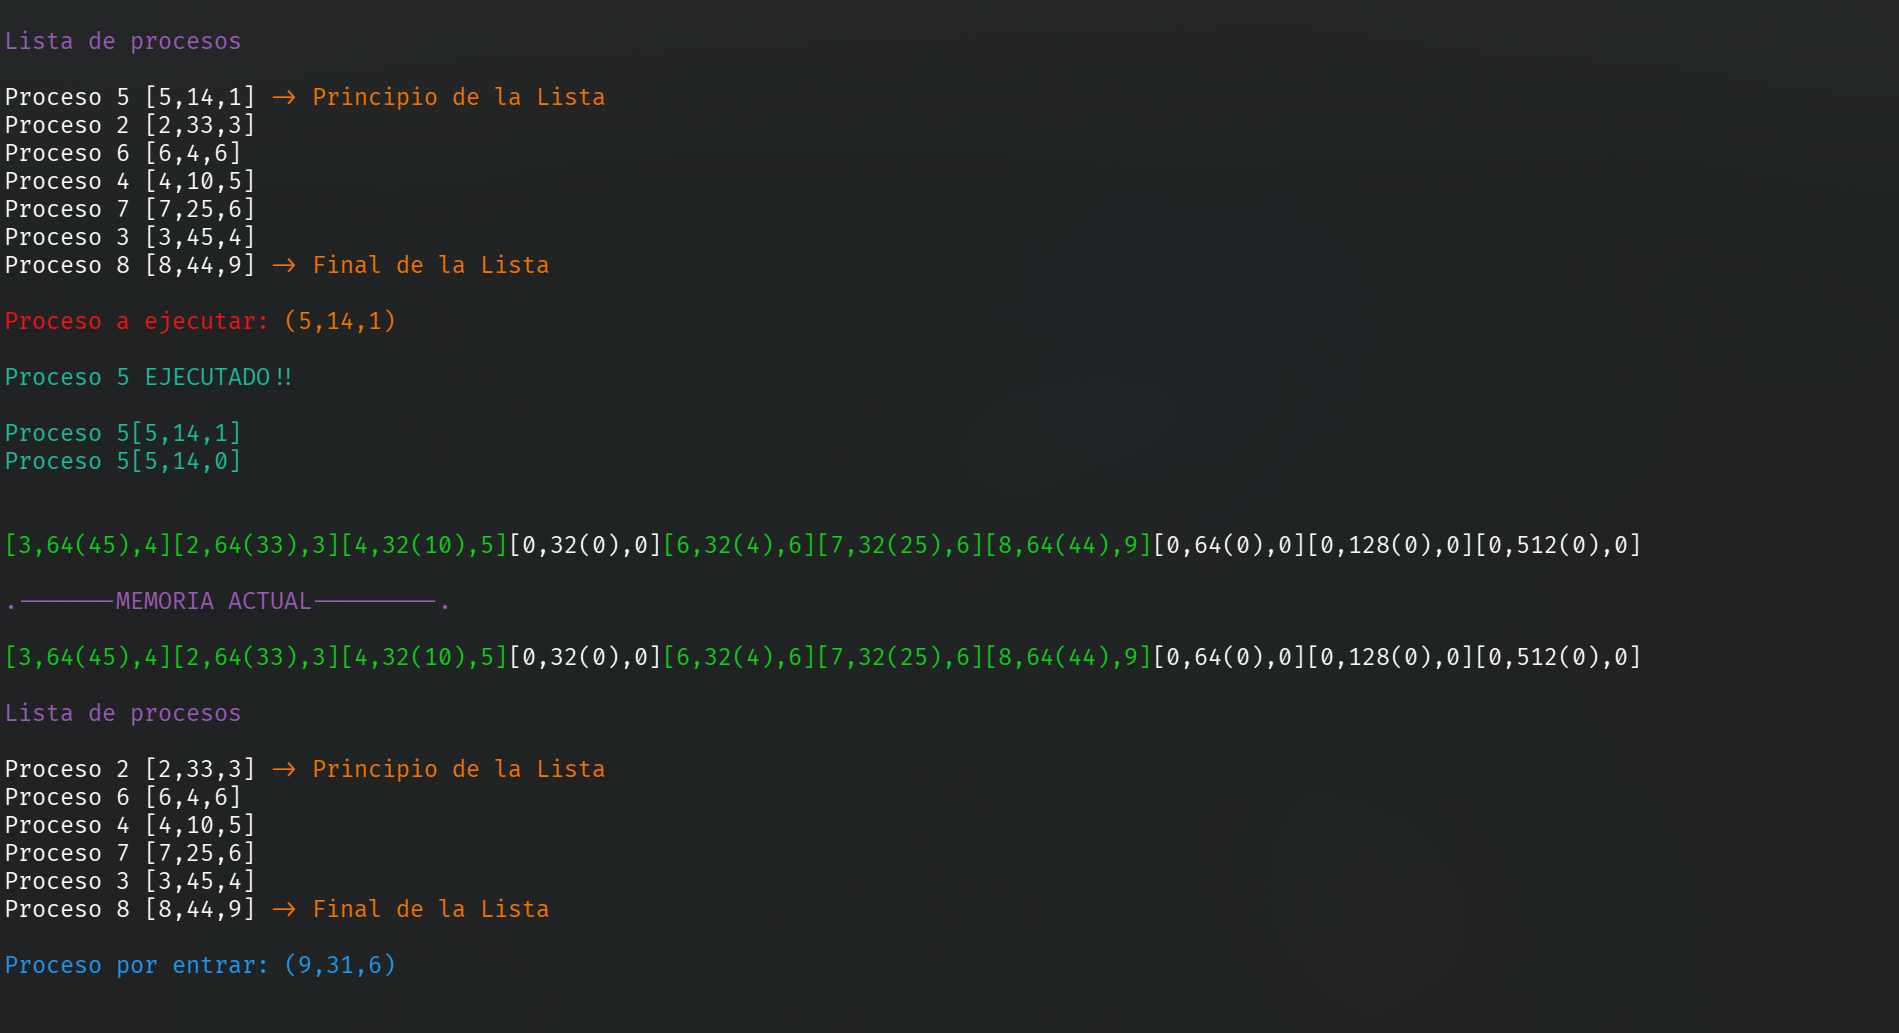 Lista de procesos
Proceso 5 [5,14,1] -> Principio de la Lista
Proceso 2 [2,33,3]
Proceso 6 [6,4,6]
Proceso 4 [4,10,5]
Proceso 7 [7,25,6]
Proceso 3 [3,45,4]
Proceso 8 [8,44,9] -> Final de la Lista
Proceso a ejecutar: (5,14,1)
Proceso 5 EJECUTADO!!
Proceso 5[5,14,1]
Proceso 5[5,14,0]
[3,64(45),4][2,64(33),3][4,32(10),5][0,32(0),0][6,32(4),6][7,32(25),6][8,64(44),9][0,64(0),0][0,128(0),0][0,512(0),0]
.-------MEMORIA ACTUAL---------.
[3,64(45),4][2,64(33),3][4,32(10),5][0,32(0),0][6,32(4),6][7,32(25),6][8,64(44),9][0,64(0),0][0,128(0),0][0,512(0),0]
Lista de procesos
Proceso 2 [2,33,3] -> Principio de la Lista
Proceso 6 [6,4,6]
Proceso 4 [4,10,5]
Proceso 7 [7,25,6]
Proceso 3 [3,45,4]
Proceso 8 [8,44,9] -> Final de la Lista
Proceso por entrar: (9,31,6)